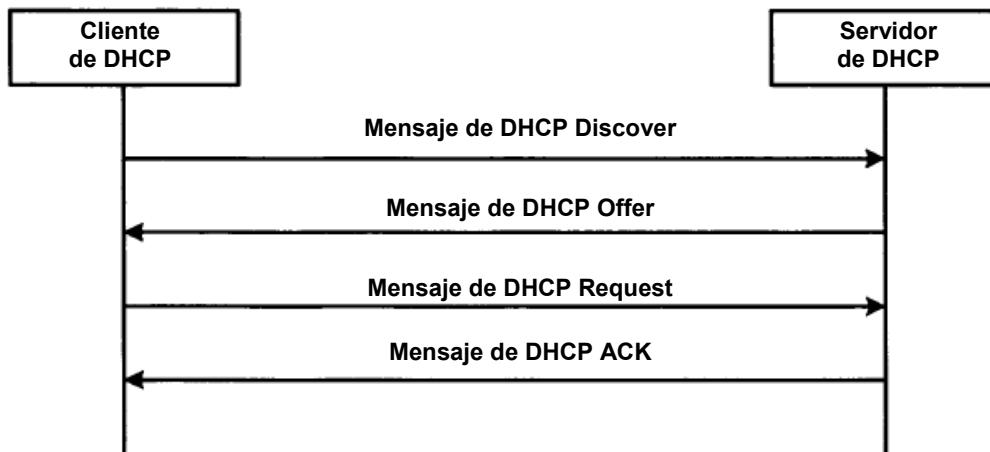 Cliente
de DHCP
Servidor
de DHCP
Mensaje de DHCP Discover
Mensaje de DHCP Offer
Mensaje de DHCP Request
Mensaje de DHCP ACK